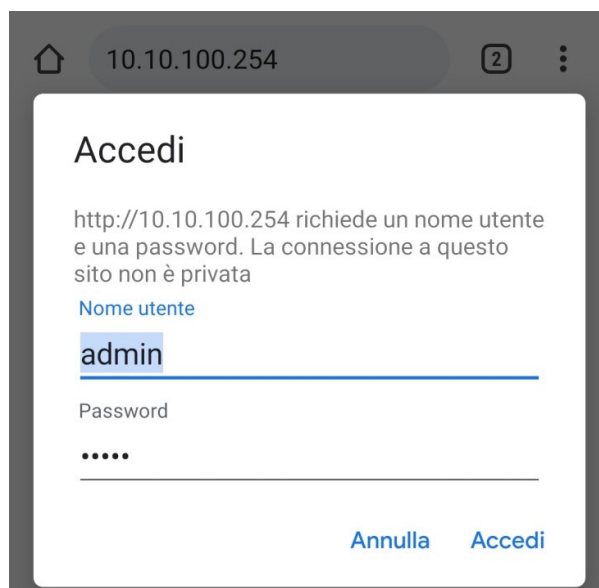 10.10.100.254
2
Accedi
http://10.10.100.254 richiede un nome utente
e una password. La connessione a questo
sito non è privata
Nome utente
admin
Password
•••••
Annulla Accedi